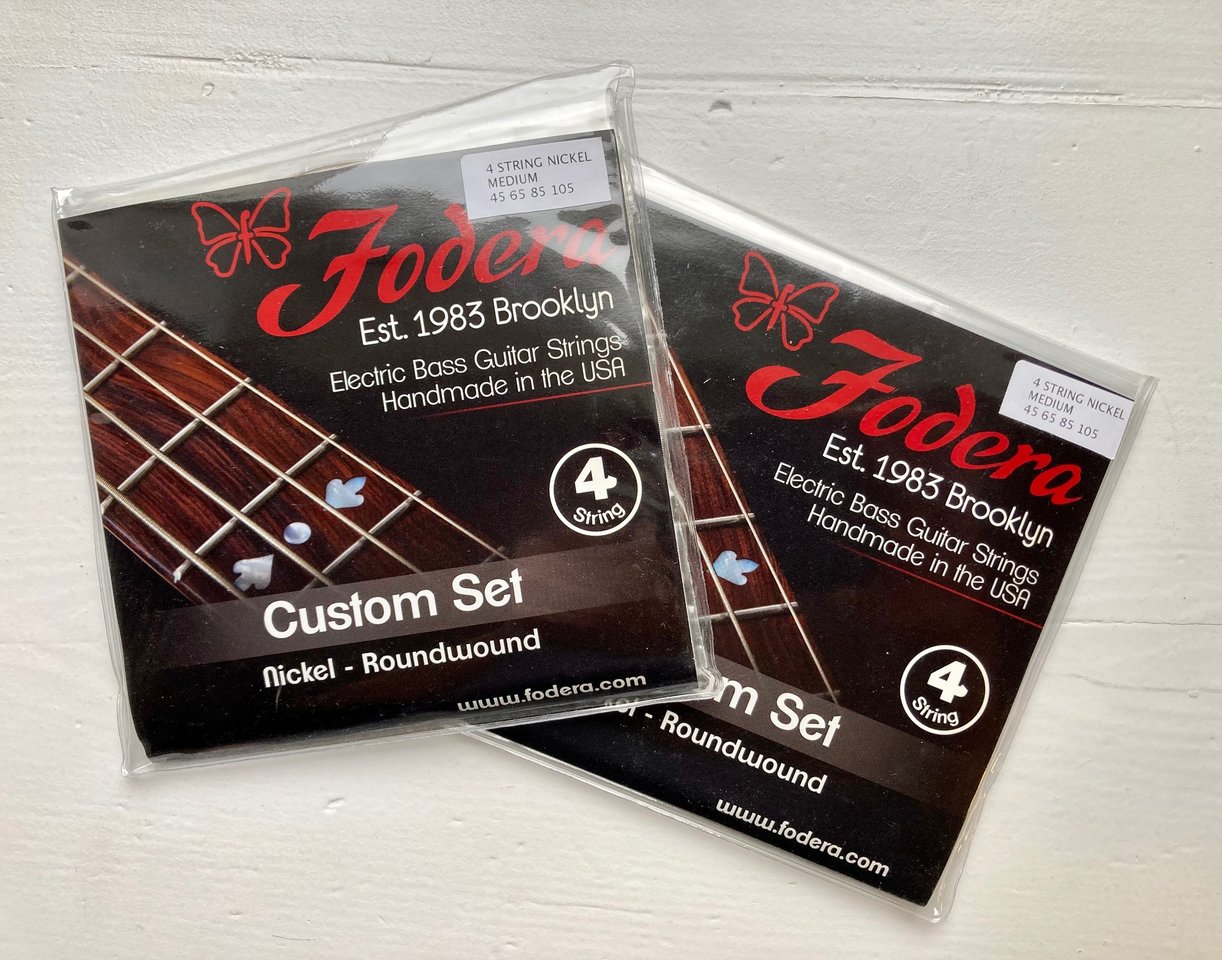 4 STRING NICKEL
MEDIUM
45 65 85 105
Fodera
Est. 1983 Brooklyn
Electric Bass Guitar Strings
Handmade in the USA
4
String
Custom Set
Nickel - Roundwound
www.fodera.com
4 STRING NICKEL
MEDIUM
45 65 85 105
Fodera
Est. 1983 Brooklyn
Electric Bass Guitar Strings
Handmade in the USA
4
String
Set
- Roundwound
www.fodera.com